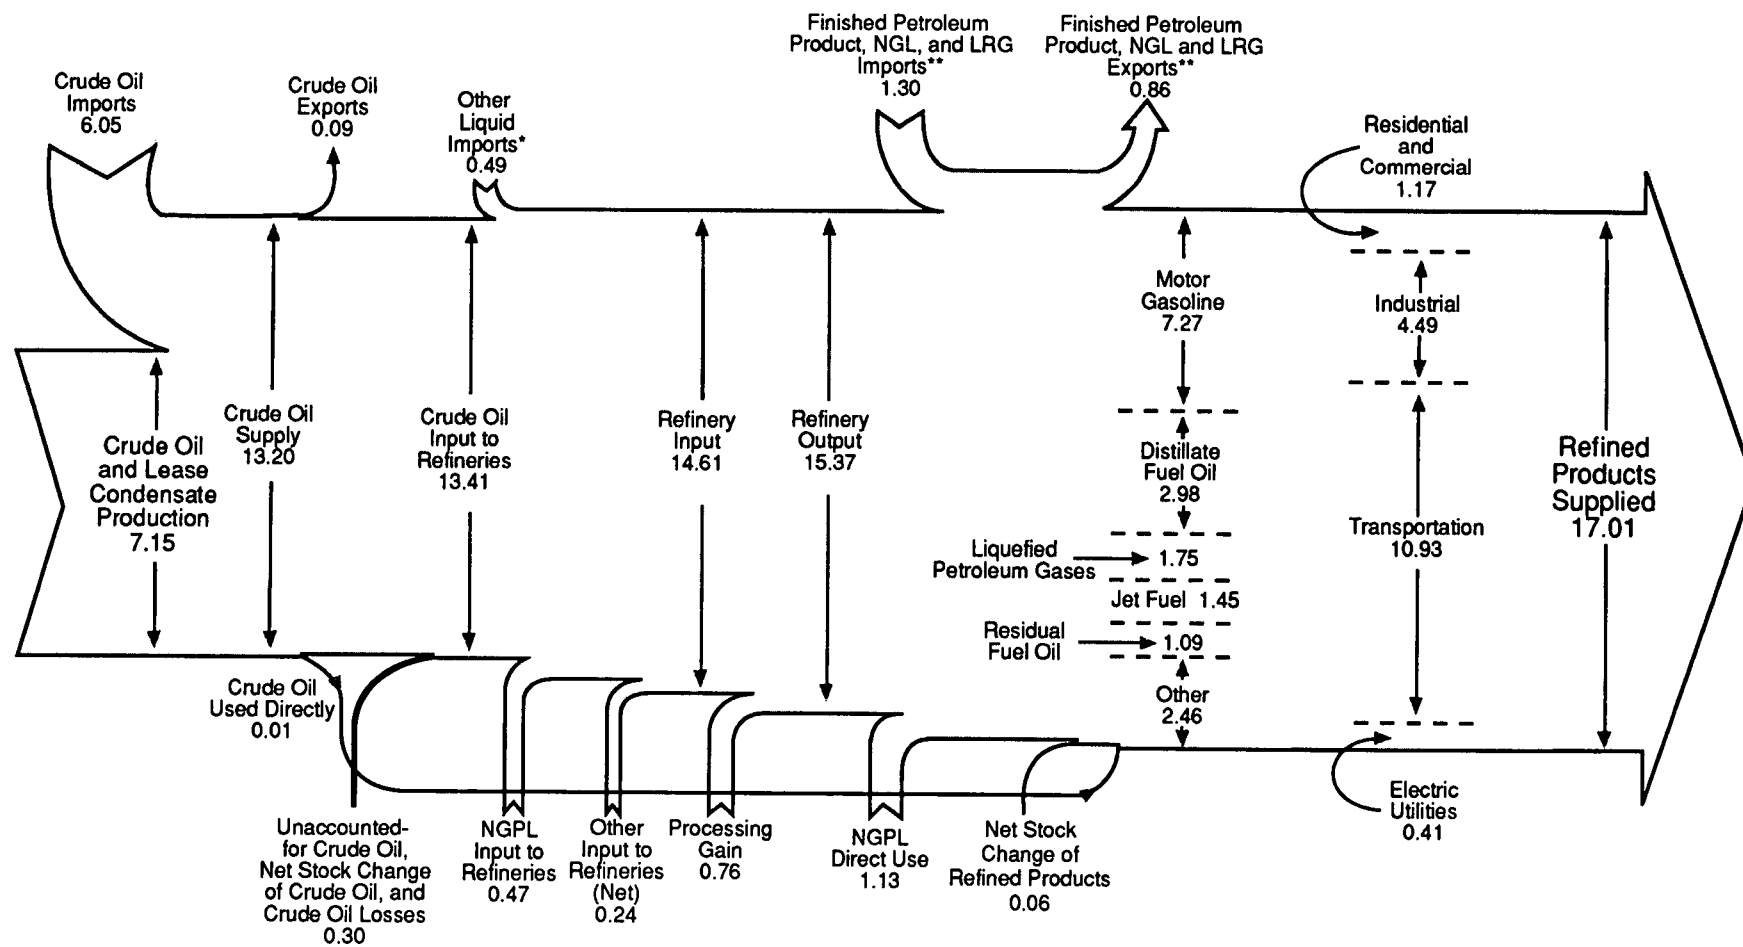 Crude Oil
Imports
6.05
Crude Oil
Exports
0.09
Other
Liquid
Imports*
0.49
Finished Petroleum
Product, NGL, and LRG
Imports**
1.30
Finished Petroleum
Product, NGL and LRG
Exports**
0.86
Residential
and
Commercial
1.17
Crude Oil
and Lease
Condensate
Production
7.15
Crude Oil
Supply
13.20
Crude Oil
Input to
Refineries
13.41
Refinery
Input
14.61
Refinery
Output
15.37
Motor
Gasoline
7.27
Distillate
Fuel Oil
2.98
Liquefied
Petroleum Gases
1.75
Jet Fuel 1.45
Residual
Fuel Oil
1.09
Other
2.46
Industrial
4.49
Transportation
10.93
Refined
Products
Supplied
17.01
Crude Oil
Used Directly
0.01
Unaccounted-
for Crude Oil,
Net Stock Change
of Crude Oil, and
Crude Oil Losses
0.30
NGPL
Input to
Refineries
0.47
Other
Input to
Refineries
(Net)
0.24
Processing
Gain
0.76
NGPL
Direct Use
1.13
Net Stock
Change of
Refined Products
0.06
Electric
Utilities
0.41